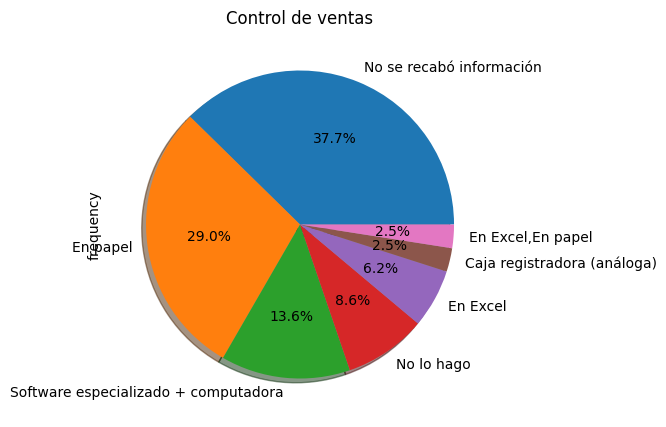 Control de ventas
No se recabó información
37.7%
29.0%
En papel
frequency
13.6%
Software especializado + computadora
8.6%
No lo hago
6.2%
En Excel
2.5%
Caja registradora (análoga)
2.5%
En Excel,En papel